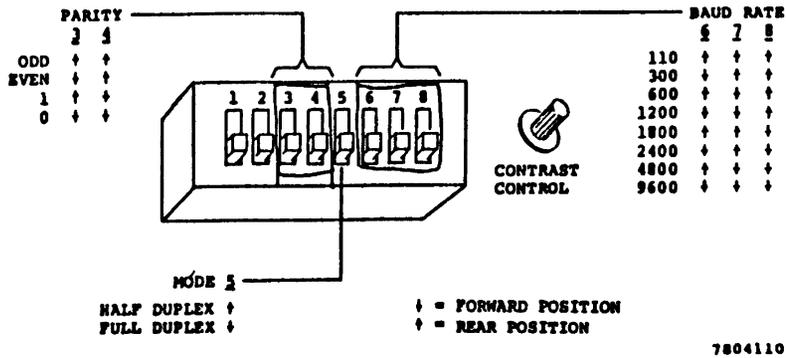 PARITY
3 4
ODD ↑ ↑
EVEN ↓ ↑
1 ↑ ↓
0 ↓ ↓
BAUD RATE
6 7 8
110 ↑ ↑ ↑
300 ↓ ↑ ↑
600 ↑ ↓ ↑
1200 ↓ ↓ ↑
1800 ↑ ↑ ↓
2400 ↓ ↑ ↓
4800 ↑ ↓ ↓
9600 ↓ ↓ ↓
1 2 3 4 5 6 7 8
CONTRAST
CONTROL
MODE 5
HALF DUPLEX ↑
FULL DUPLEX ↓
↓ = FORWARD POSITION
↑ = REAR POSITION
7804110